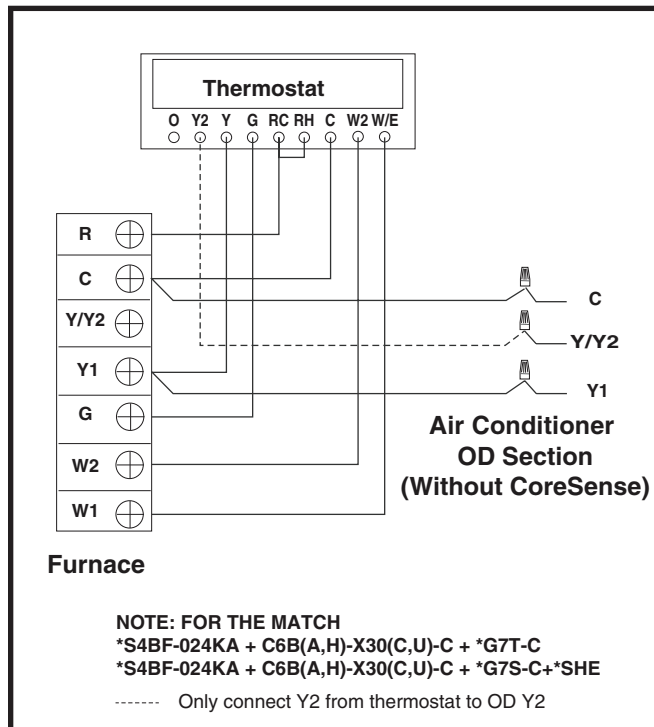 Thermostat
O Y2 Y G RC RH C W2 W/E
R
C
Y/Y2
Y1
G
W2
W1
Furnace
C
Y/Y2
Y1
Air Conditioner
OD Section
(Without CoreSense)
NOTE: FOR THE MATCH
*S4BF-024KA + C6B(A,H)-X30(C,U)-C + *G7T-C
*S4BF-024KA + C6B(A,H)-X30(C,U)-C + *G7S-C+*SHE
------ Only connect Y2 from thermostat to OD Y2